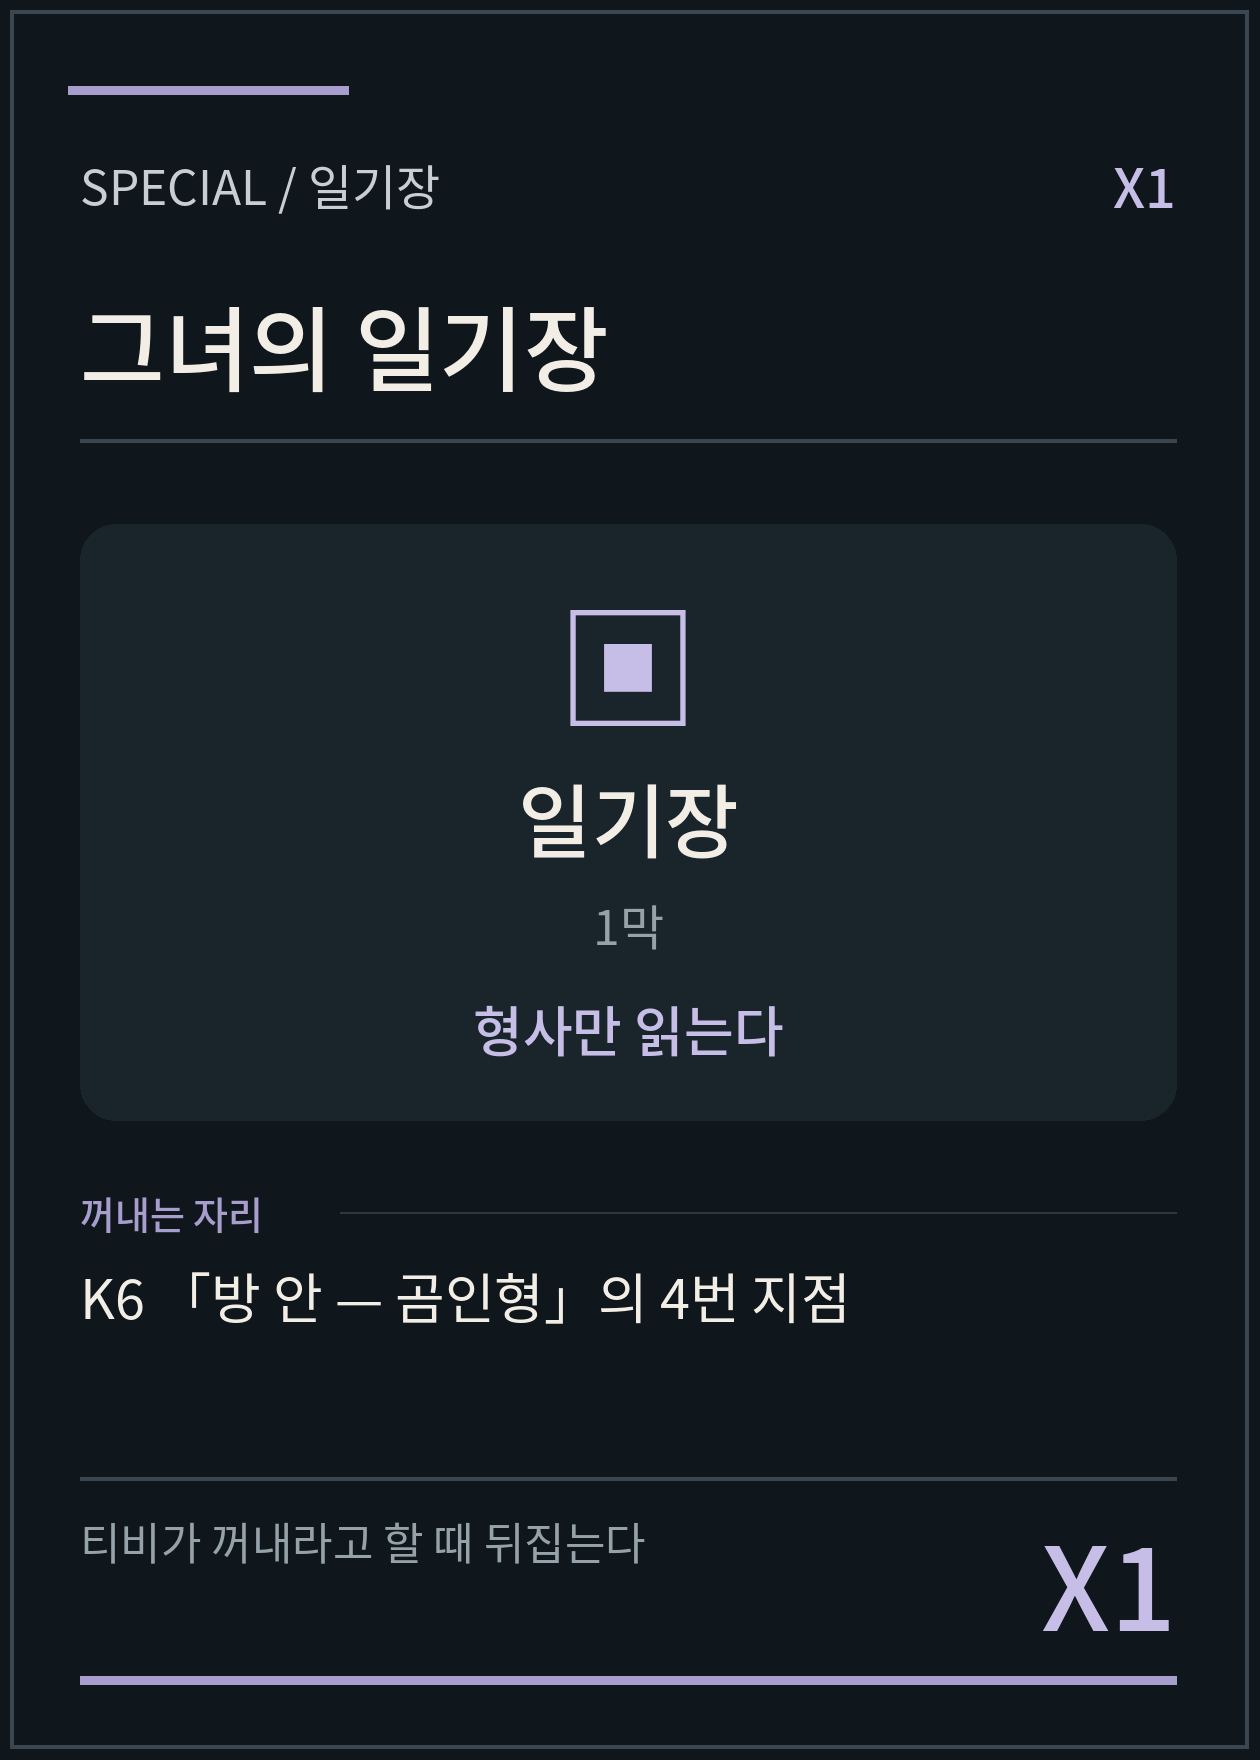 SPECIAL / 일기장
X1
그녀의 일기장
일기장
1막
형사만 읽는다
꺼내는 자리
K6 「방 안 — 곰인형」의 4번 지점
티비가 꺼내라고 할 때 뒤집는다
X1